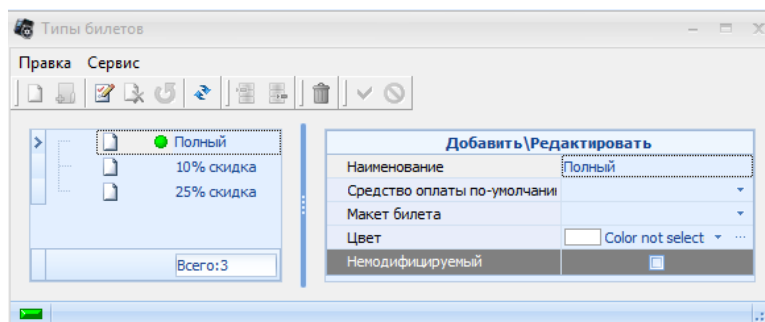 Типы билетов
Правка Сервис
Добавить\Редактировать
Полный
10% скидка
25% скидка
Всего:3
Наименование Полный
Средство оплаты по-умолчани
Макет билета
Цвет Color not select
Немодифицируемый